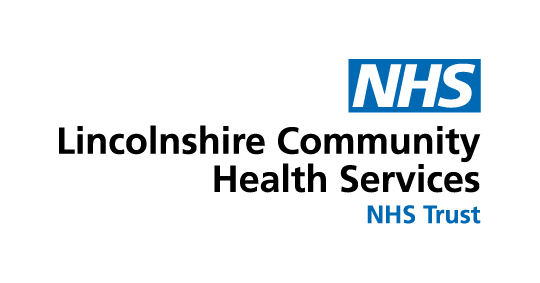 NHS
Lincolnshire Community
Health Services
NHS Trust